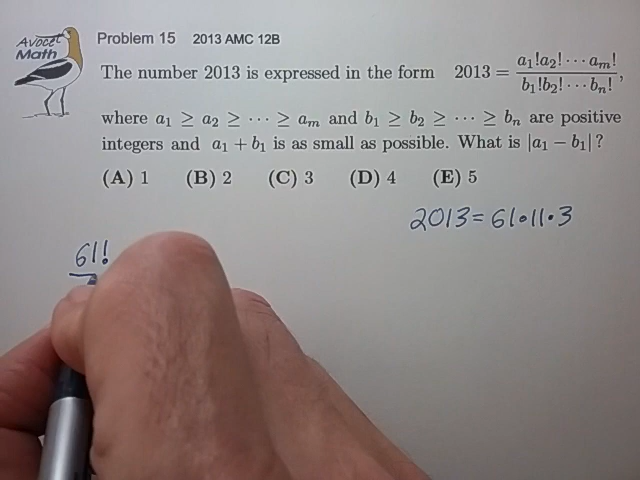 Avocet
Math
Problem 15 2013 AMC 12B
The number 2013 is expressed in the form 2013 = a₁!a₂! ⋯ aₘ! / b₁!b₂! ⋯ bₙ! ,
where a₁ ≥ a₂ ≥ ⋯ ≥ aₘ and b₁ ≥ b₂ ≥ ⋯ ≥ bₙ are positive
integers and a₁ + b₁ is as small as possible. What is |a₁ − b₁| ?
(A) 1 (B) 2 (C) 3 (D) 4 (E) 5
2013 = 61·11·3
61!